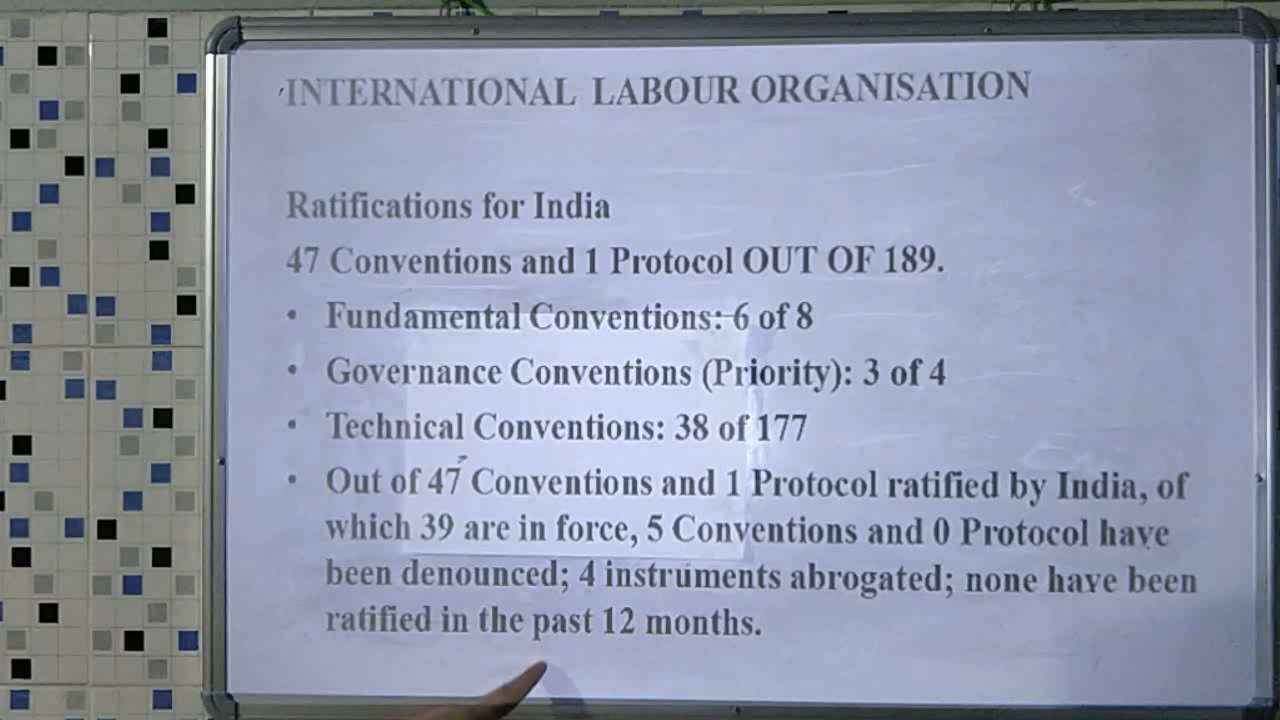 INTERNATIONAL LABOUR ORGANISATION
Ratifications for India
47 Conventions and 1 Protocol OUT OF 189.
• Fundamental Conventions: 6 of 8
• Governance Conventions (Priority): 3 of 4
• Technical Conventions: 38 of 177
• Out of 47 Conventions and 1 Protocol ratified by India, of
which 39 are in force, 5 Conventions and 0 Protocol have
been denounced; 4 instruments abrogated; none have been
ratified in the past 12 months.